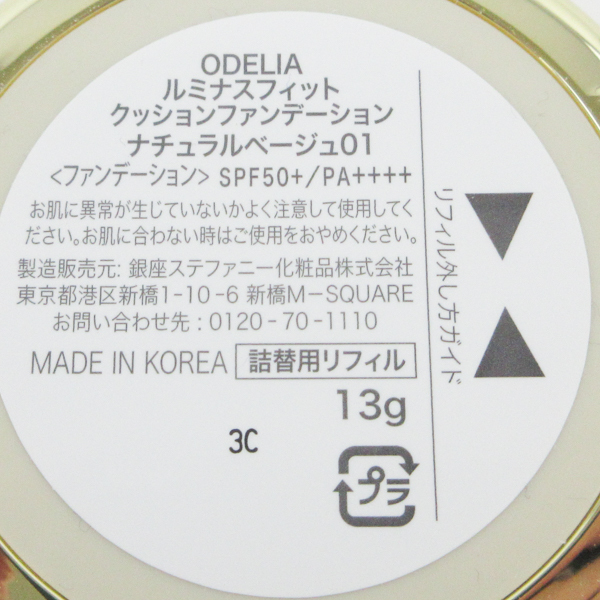 ODELIA
ルミナスフィット
クッションファンデーション
ナチュラルベージュ01
<ファンデーション> SPF50+/PA++++
お肌に異常が生じていないかよく注意して使用してく
ださい。お肌に合わない時はご使用をおやめください。
製造販売元: 銀座ステファニー化粧品株式会社
東京都港区新橋1-10-6 新橋M-SQUARE
お問い合わせ先 : 0120-70-1110
MADE IN KOREA 詰替用リフィル
13g
3C
プラ
リフィル外し方ガイド